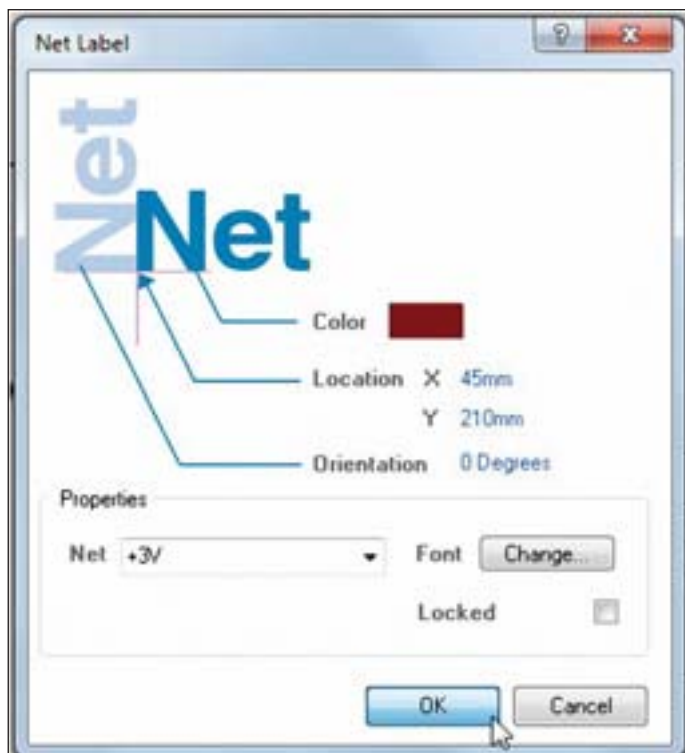 Net Label
?
Net
Net
Color
Location X 45mm
Y 210mm
Orientation 0 Degrees
Properties
Net +3V Font Change...
Locked
OK Cancel